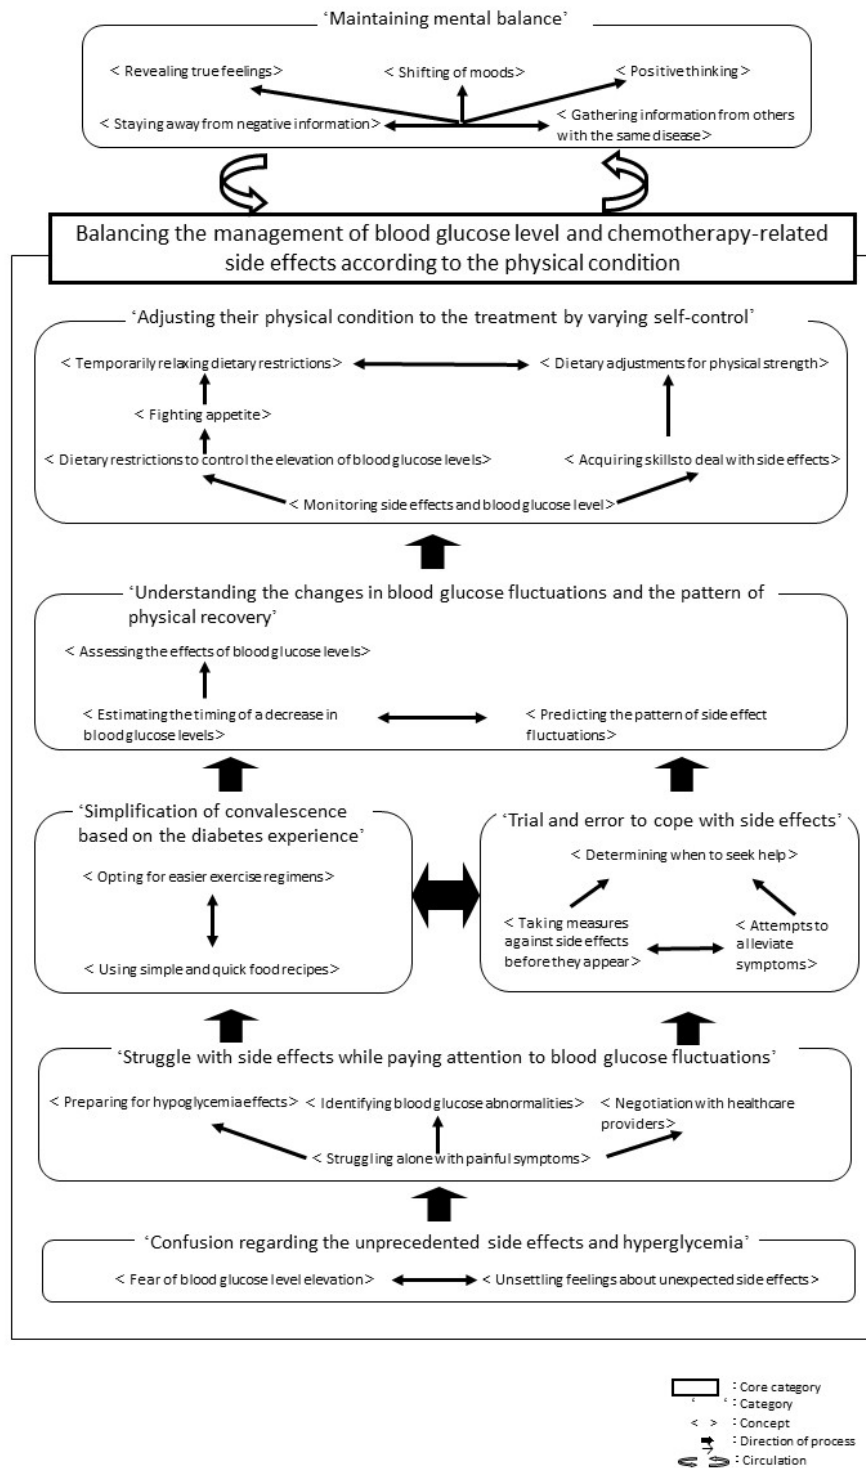 ‘Maintaining mental balance’
< Revealing true feelings>
< Shifting of moods>
< Positive thinking>
< Staying away from negative information>
< Gathering information from others
with the same disease>
Balancing the management of blood glucose level and chemotherapy-related
side effects according to the physical condition
‘Adjusting their physical condition to the treatment by varying self-control’
< Temporarily relaxing dietary restrictions>
< Dietary adjustments for physical strength>
< Fighting appetite>
< Dietary restrictions to control the elevation of blood glucose levels>
< Acquiring skills to deal with side effects>
< Monitoring side effects and blood glucose level>
‘Understanding the changes in blood glucose fluctuations and the pattern of
physical recovery’
< Assessing the effects of blood glucose levels>
< Estimating the timing of a decrease in
blood glucose levels>
< Predicting the pattern of side effect
fluctuations>
‘Simplification of convalescence
based on the diabetes experience’
< Opting for easier exercise regimens>
< Using simple and quick food recipes>
‘Trial and error to cope with side effects’
< Determining when to seek help>
< Taking measures
against side effects
before they appear>
< Attempts to
alleviate
symptoms>
‘Struggle with side effects while paying attention to blood glucose fluctuations’
< Preparing for hypoglycemia effects>
< Identifying blood glucose abnormalities>
< Negotiation with healthcare
providers>
< Struggling alone with painful symptoms>
‘Confusion regarding the unprecedented side effects and hyperglycemia’
< Fear of blood glucose level elevation>
< Unsettling feelings about unexpected side effects>
: Core category
‘ ‘ : Category
< > : Concept
: Direction of process
: Circulation